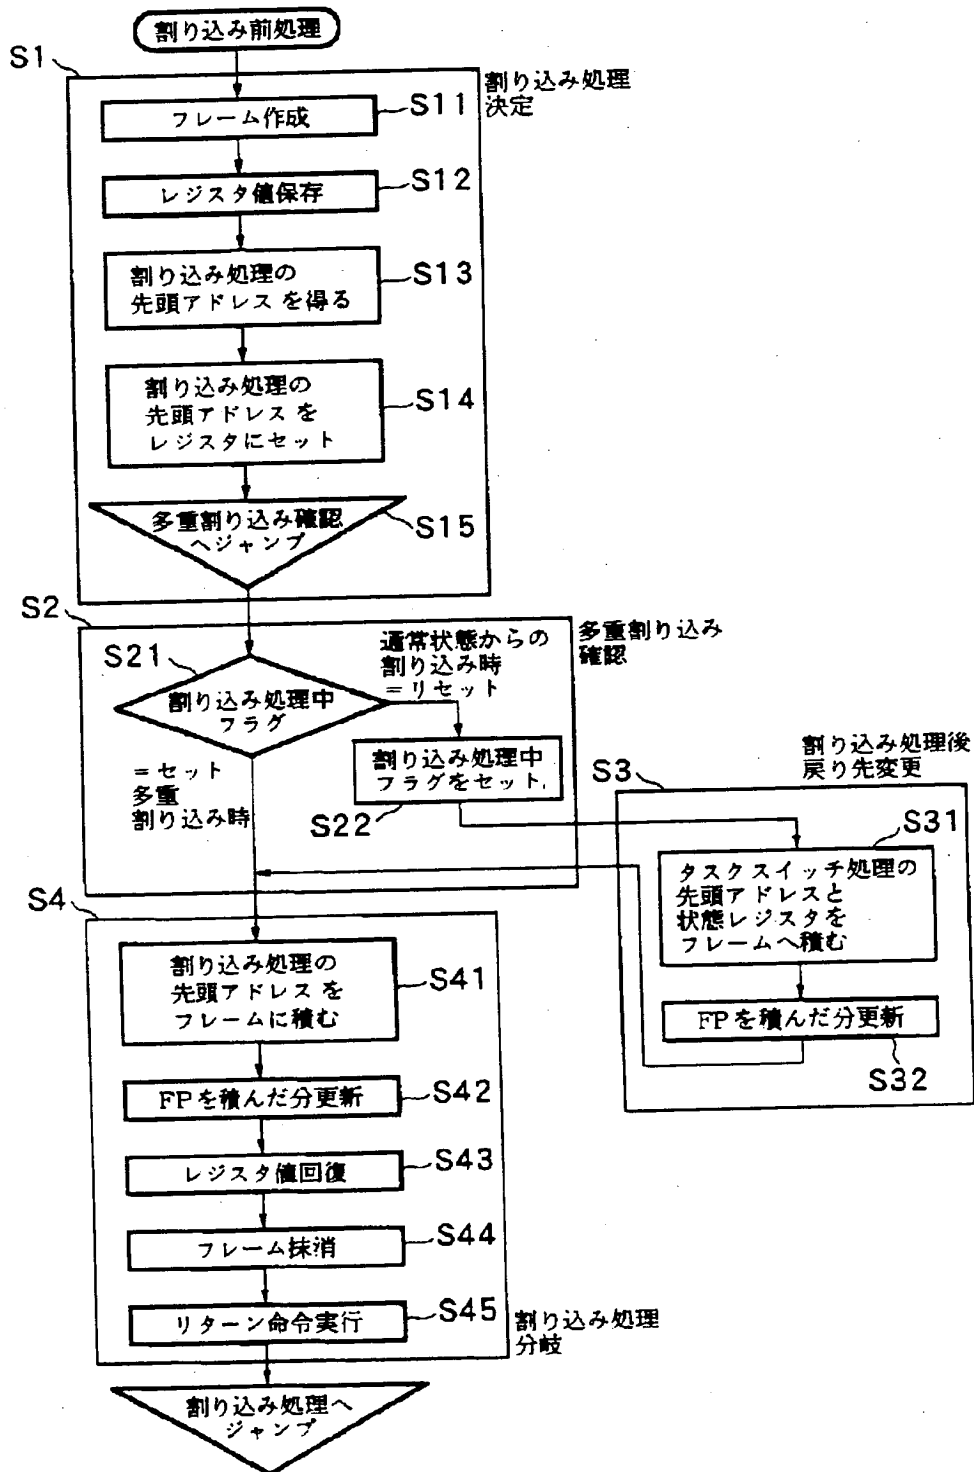 割り込み前処理
S1
割り込み処理
決定
フレーム作成
S11
レジスタ値保存
S12
割り込み処理の
先頭アドレスを得る
S13
割り込み処理の
先頭アドレスを
レジスタにセット
S14
多重割り込み確認
へジャンプ
S15
S2
多重割り込み
確認
S21
割り込み処理中
フラグ
通常状態からの
割り込み時
=リセット
=セット
多重
割り込み時
割り込み処理中
フラグをセット
S22
割り込み処理後
戻り先変更
S3
S31
タスクスイッチ処理の
先頭アドレスと
状態レジスタを
フレームへ積む
FPを積んだ分更新
S32
S4
割り込み処理の
先頭アドレスを
フレームに積む
S41
FPを積んだ分更新
S42
レジスタ値回復
S43
フレーム抹消
S44
リターン命令実行
S45
割り込み処理
分岐
割り込み処理へ
ジャンプ